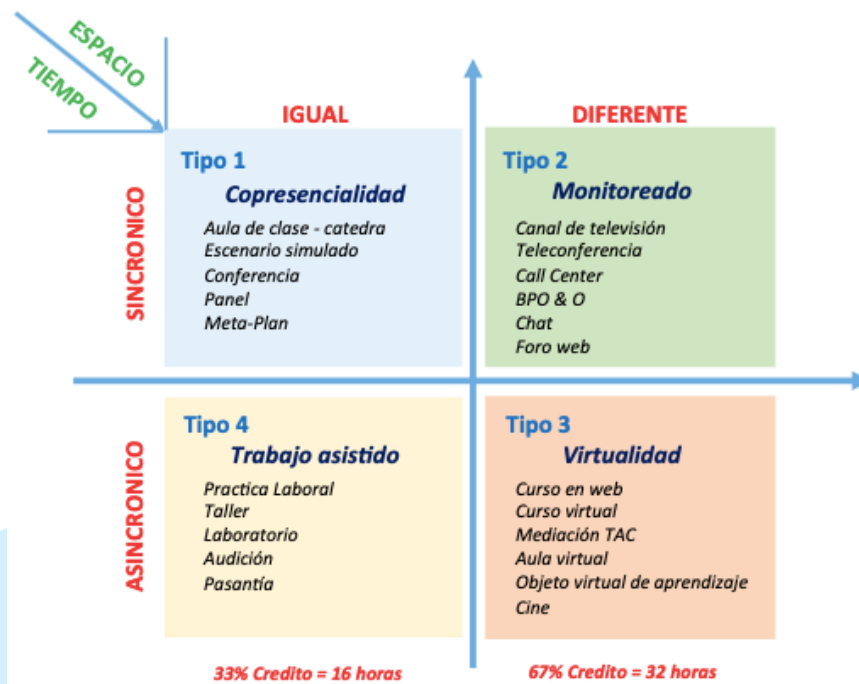 ESPACIO
TIEMPO
IGUAL
DIFERENTE
SINCRONICO
Tipo 1
Copresencialidad
Aula de clase - catedra
Escenario simulado
Conferencia
Panel
Meta-Plan
Tipo 2
Monitoreado
Canal de televisión
Teleconferencia
Call Center
BPO & O
Chat
Foro web
ASINCRONICO
Tipo 4
Trabajo asistido
Practica Laboral
Taller
Laboratorio
Audición
Pasantía
Tipo 3
Virtualidad
Curso en web
Curso virtual
Mediación TAC
Aula virtual
Objeto virtual de aprendizaje
Cine
33% Credito = 16 horas
67% Credito = 32 horas